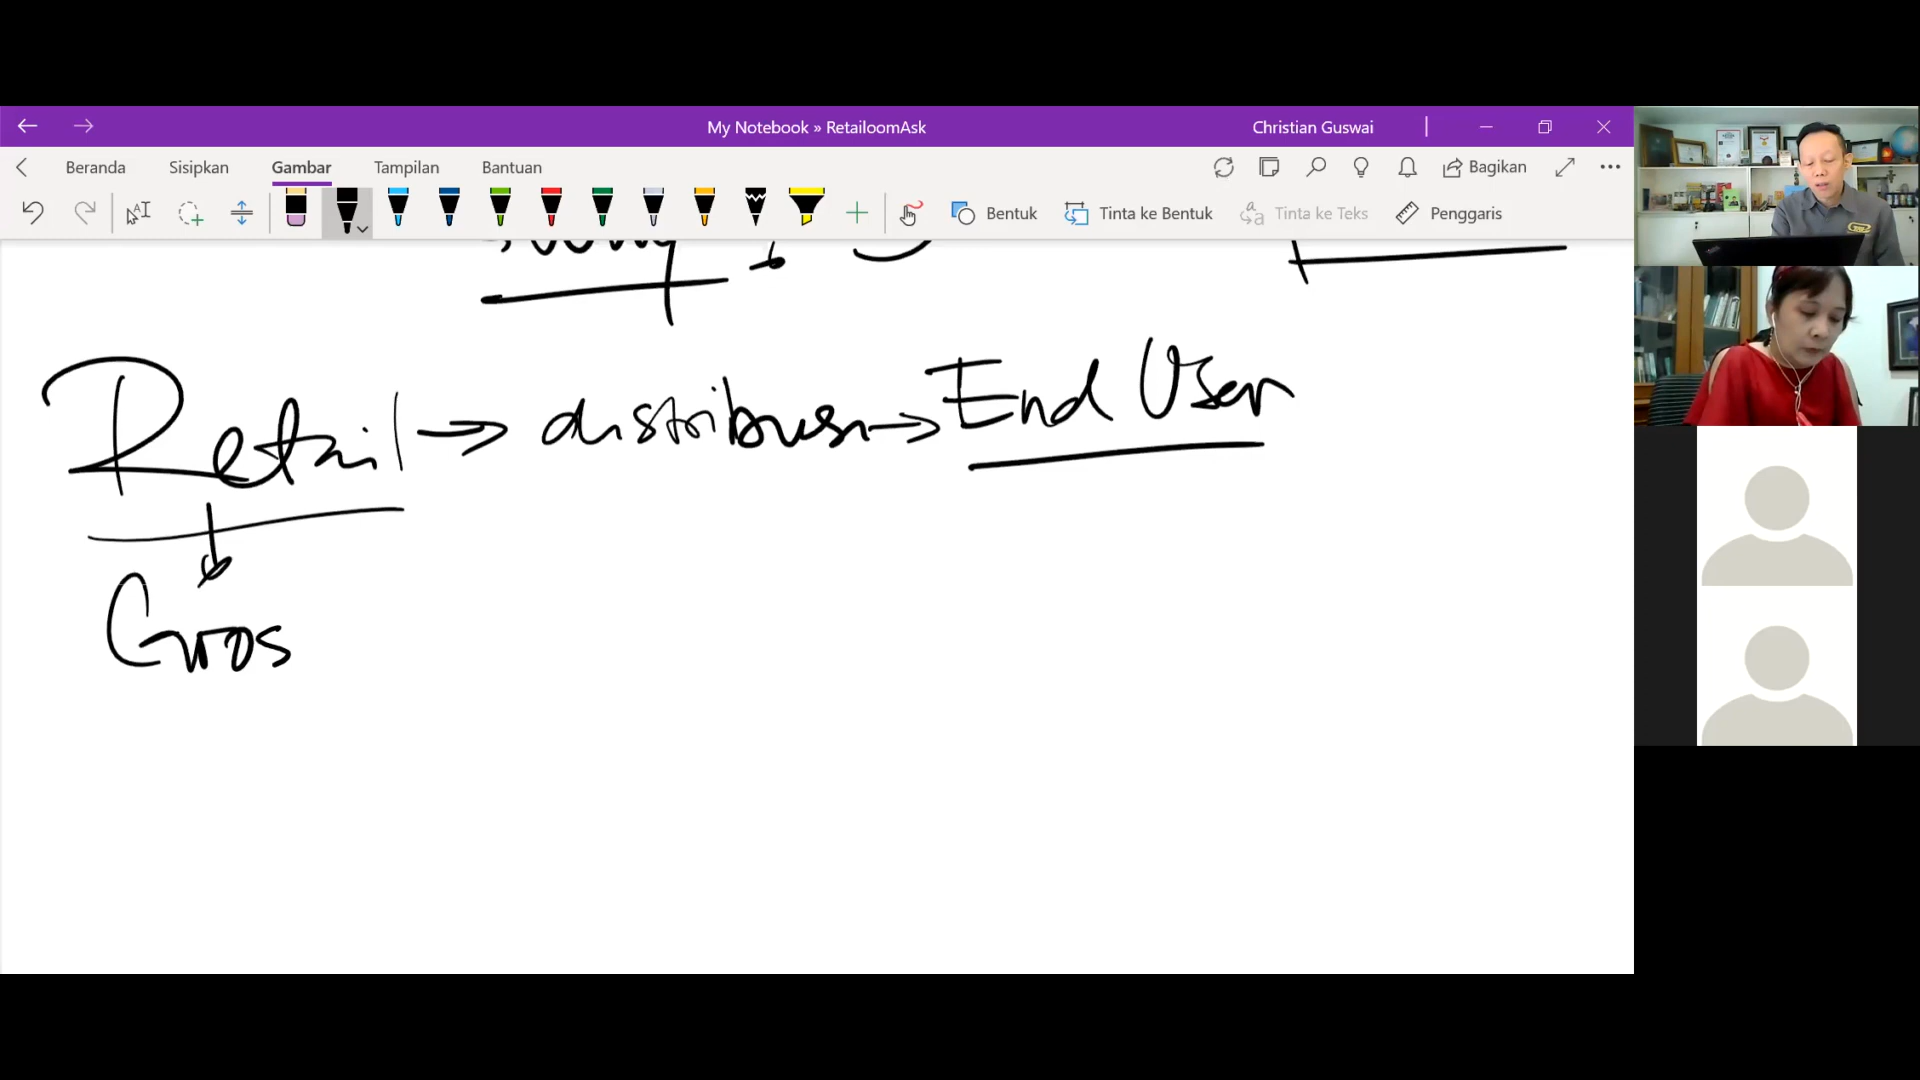 My Notebook » RetailoomAsk
Christian Guswai
Beranda Sisipkan Gambar Tampilan Bantuan Bagikan
Bentuk Tinta ke Bentuk Tinta ke Teks Penggaris
Retail → distribusi → End User
Gros